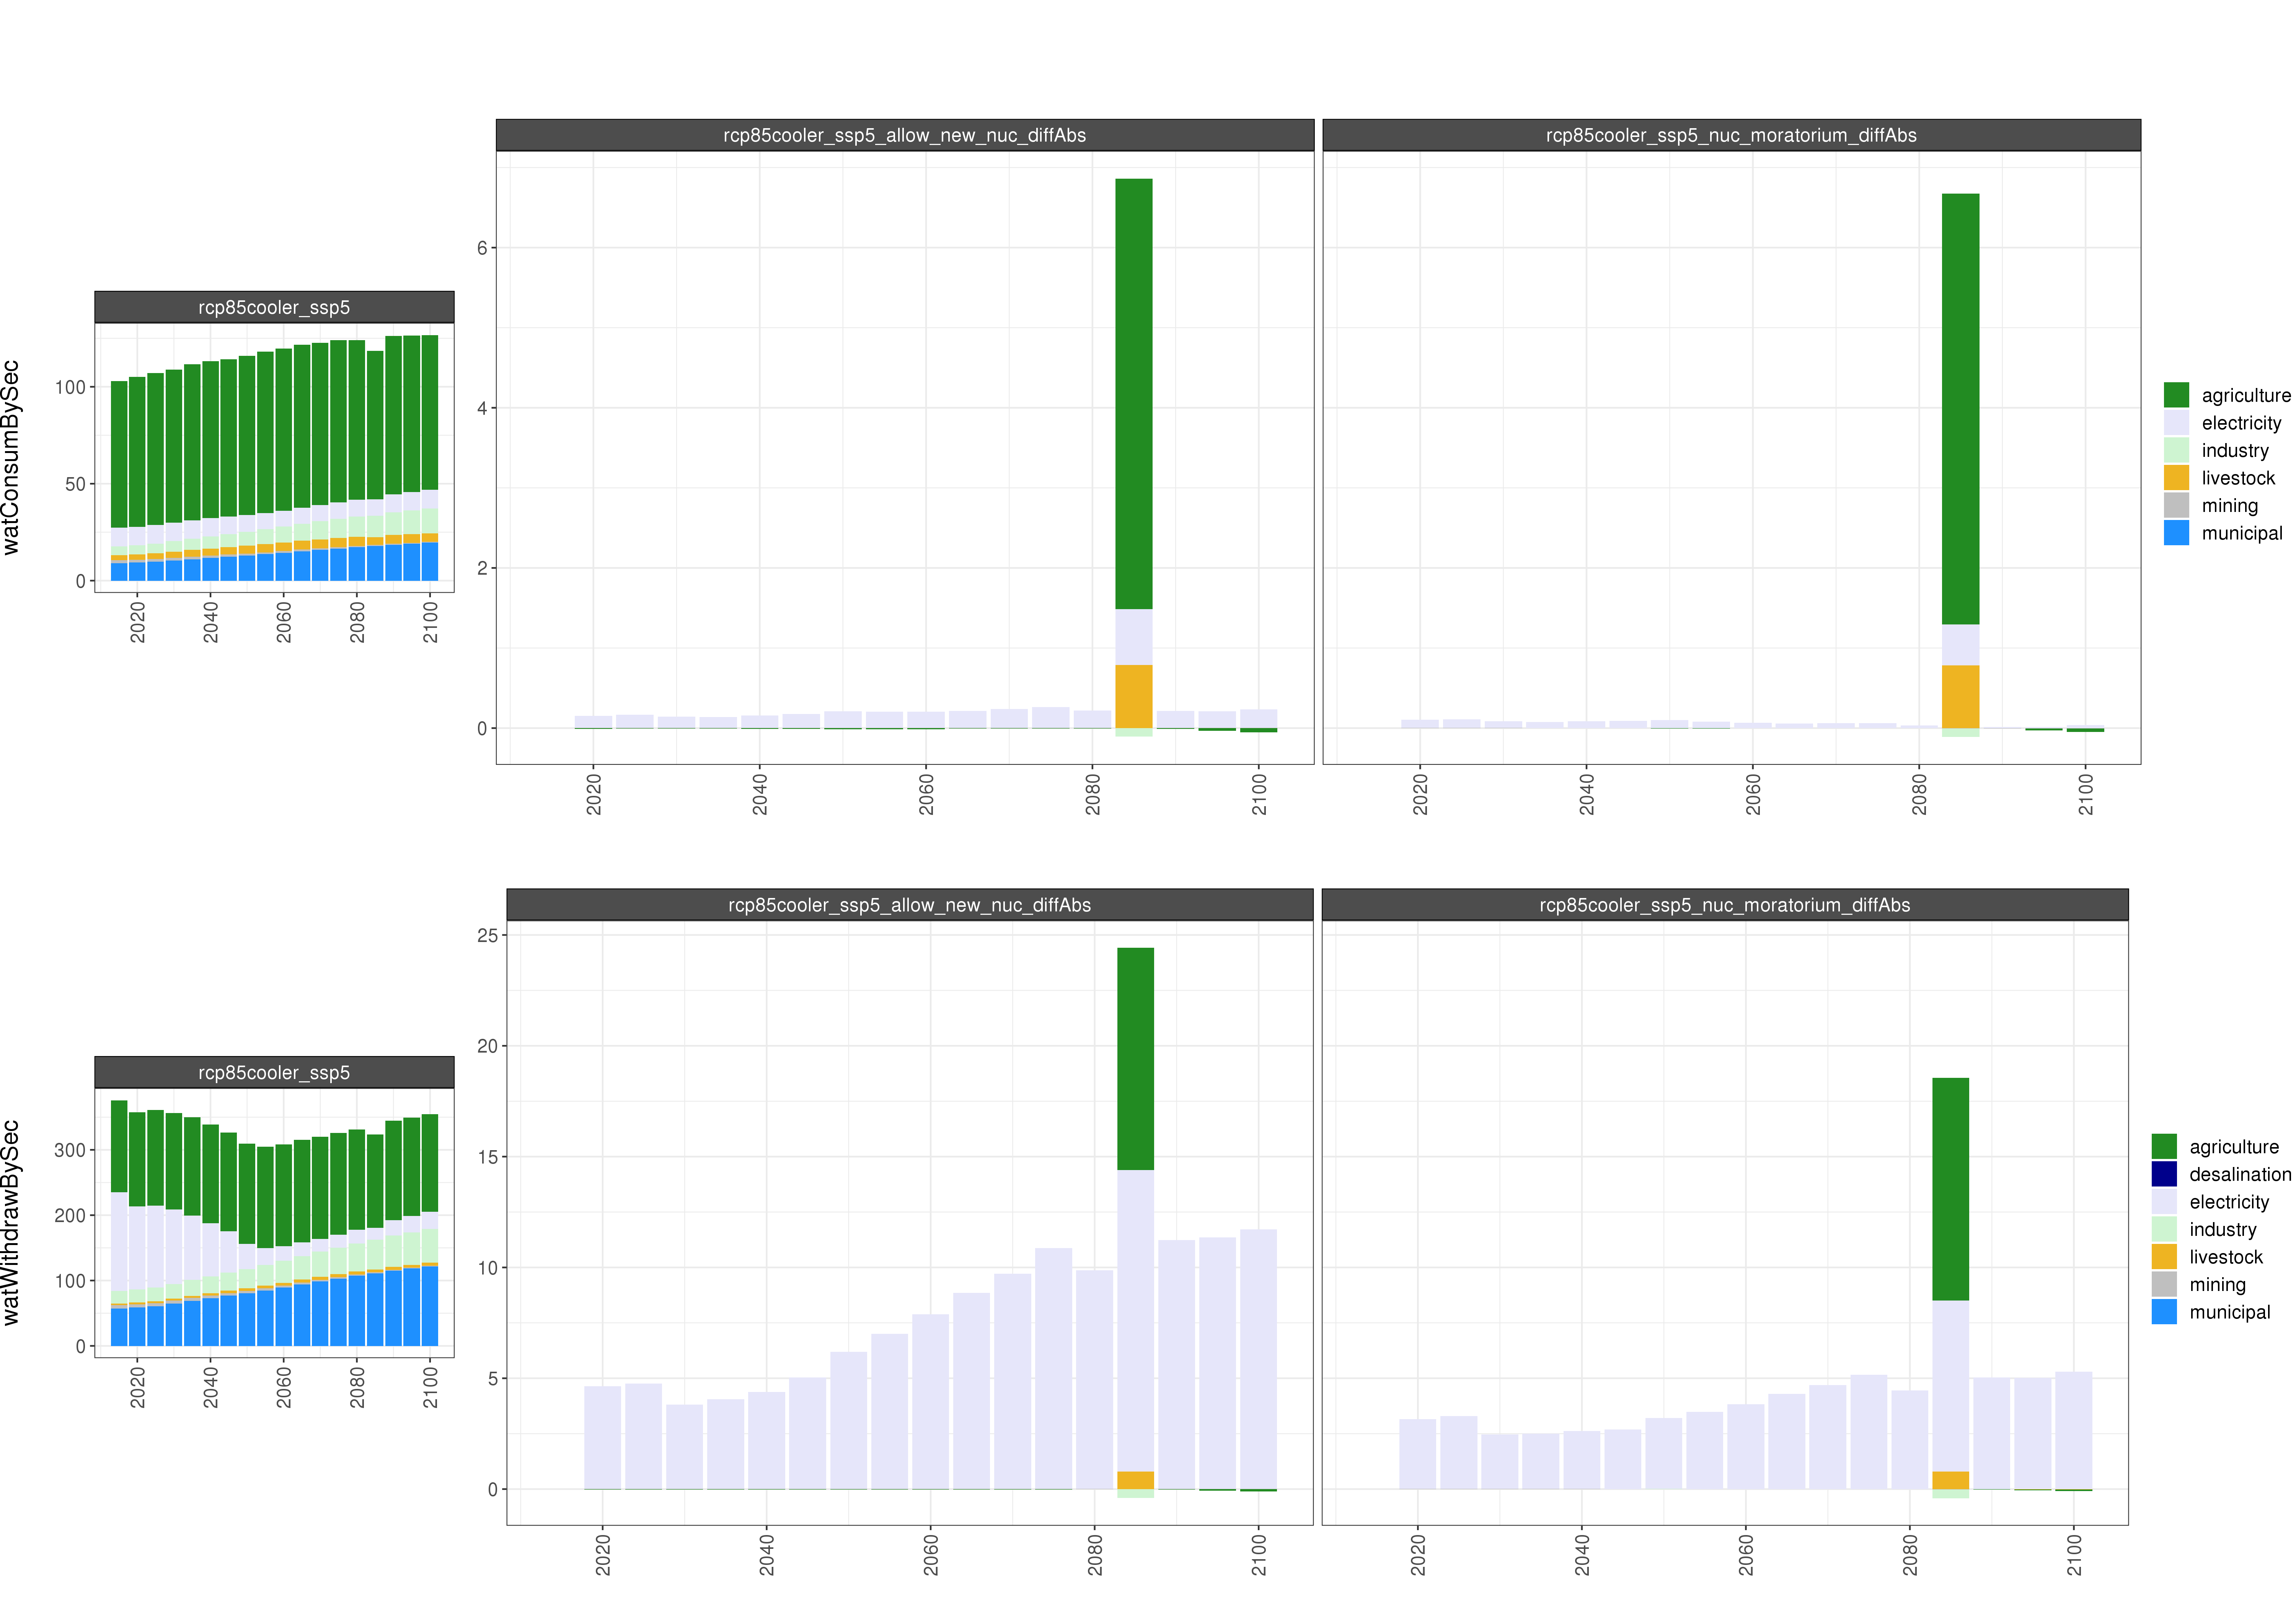 rcp85cooler_ssp5_allow_new_nuc_diffAbs
rcp85cooler_ssp5_nuc_moratorium_diffAbs
rcp85cooler_ssp5
watConsumBySec
100
50
0
2020
2040
2060
2080
2100
6
4
2
0
2020
2040
2060
2080
2100
2020
2040
2060
2080
2100
agriculture
electricity
industry
livestock
mining
municipal
rcp85cooler_ssp5_allow_new_nuc_diffAbs
rcp85cooler_ssp5_nuc_moratorium_diffAbs
rcp85cooler_ssp5
watWithdrawBySec
300
200
100
0
2020
2040
2060
2080
2100
25
20
15
10
5
0
2020
2040
2060
2080
2100
2020
2040
2060
2080
2100
agriculture
desalination
electricity
industry
livestock
mining
municipal